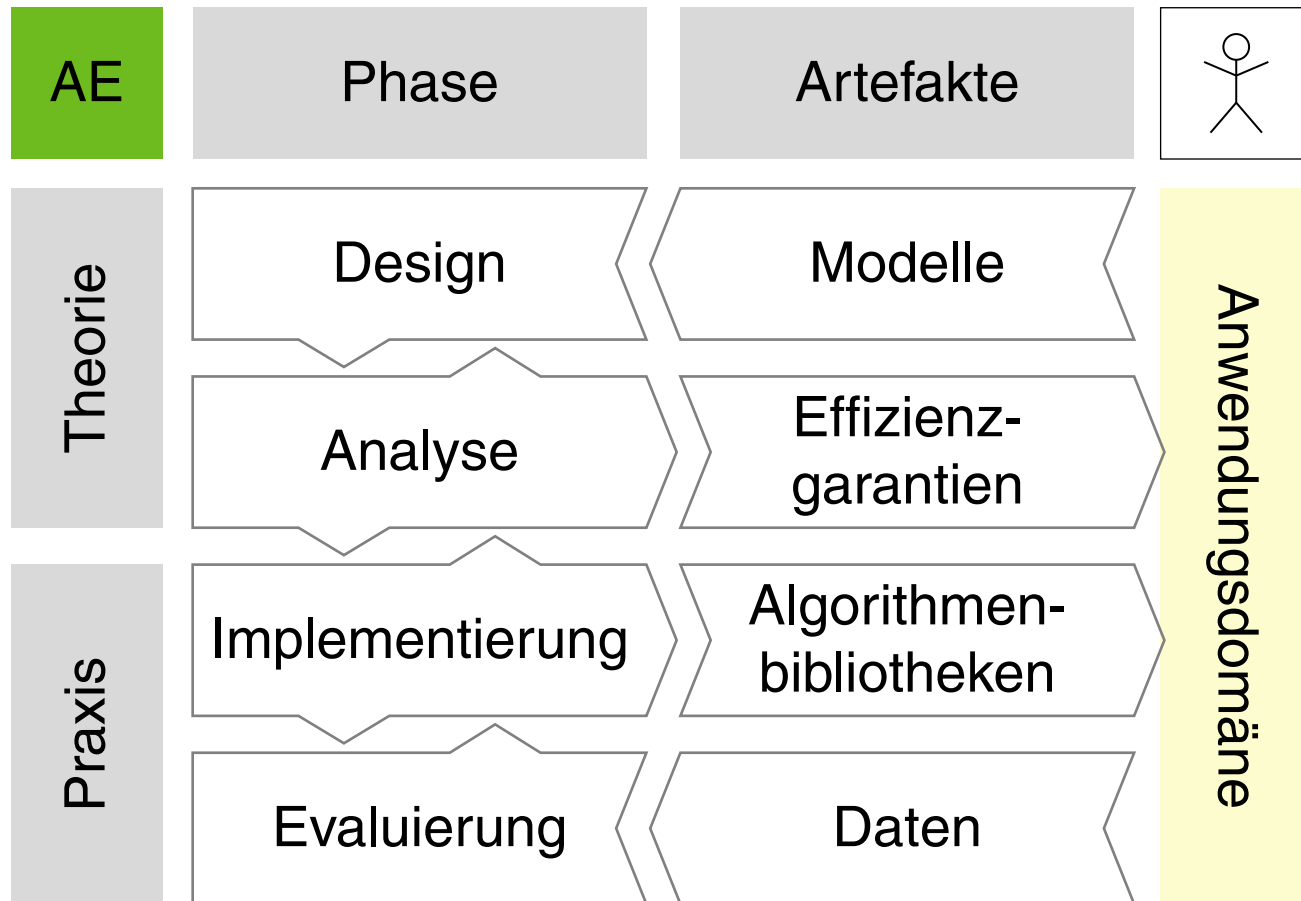 AE
Phase
Artefakte
Theorie
Design
Modelle
Analyse
Effizienz-
garantien
Praxis
Implementierung
Algorithmen-
bibliotheken
Evaluierung
Daten
Anwendungsdomäne